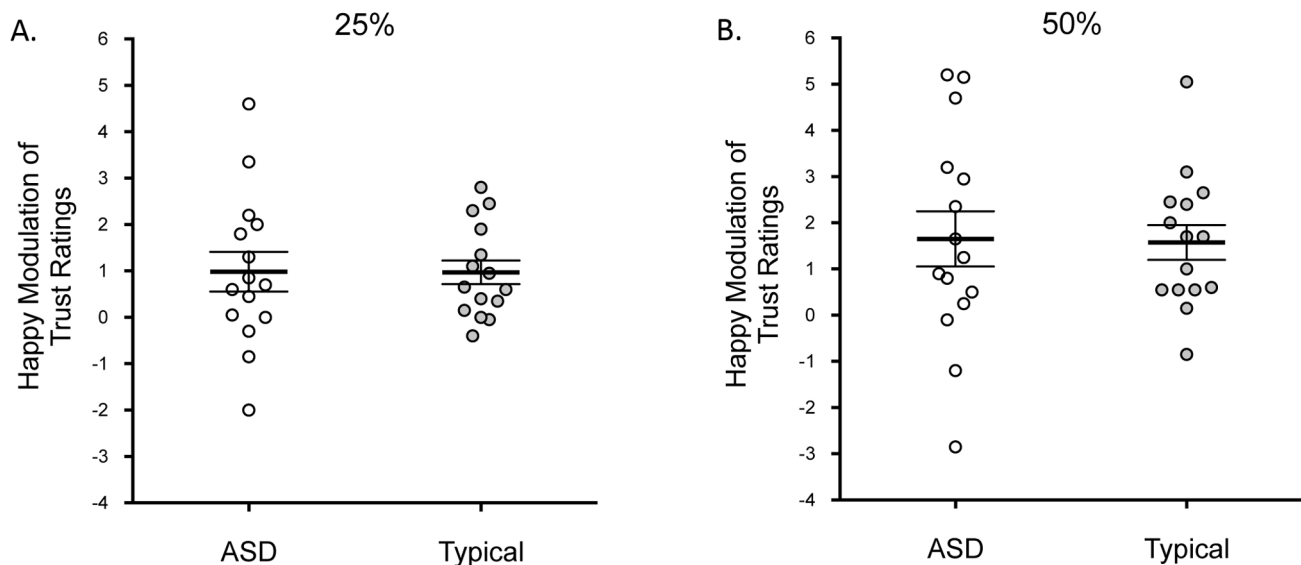 A.
25%
Happy Modulation of
Trust Ratings
6
5
4
3
2
1
0
-1
-2
-3
-4
ASD
Typical
B.
50%
Happy Modulation of
Trust Ratings
6
5
4
3
2
1
0
-1
-2
-3
-4
ASD
Typical